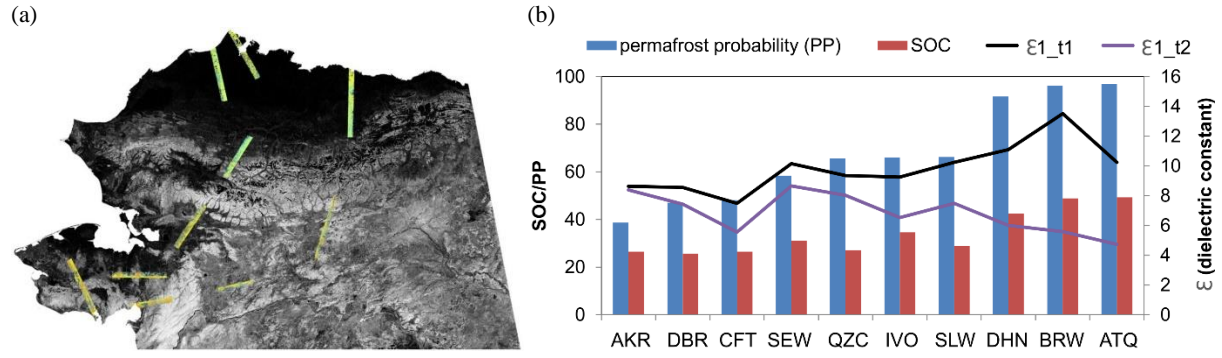 (a)
(b)
permafrost probability (PP) SOC ε1_t1 ε1_t2
100
80
60
40
20
0
SOC/PP
16
14
12
10
8
6
4
2
0
ε (dielectric constant)
AKR DBR CFT SEW QZC IVO SLW DHN BRW ATQ